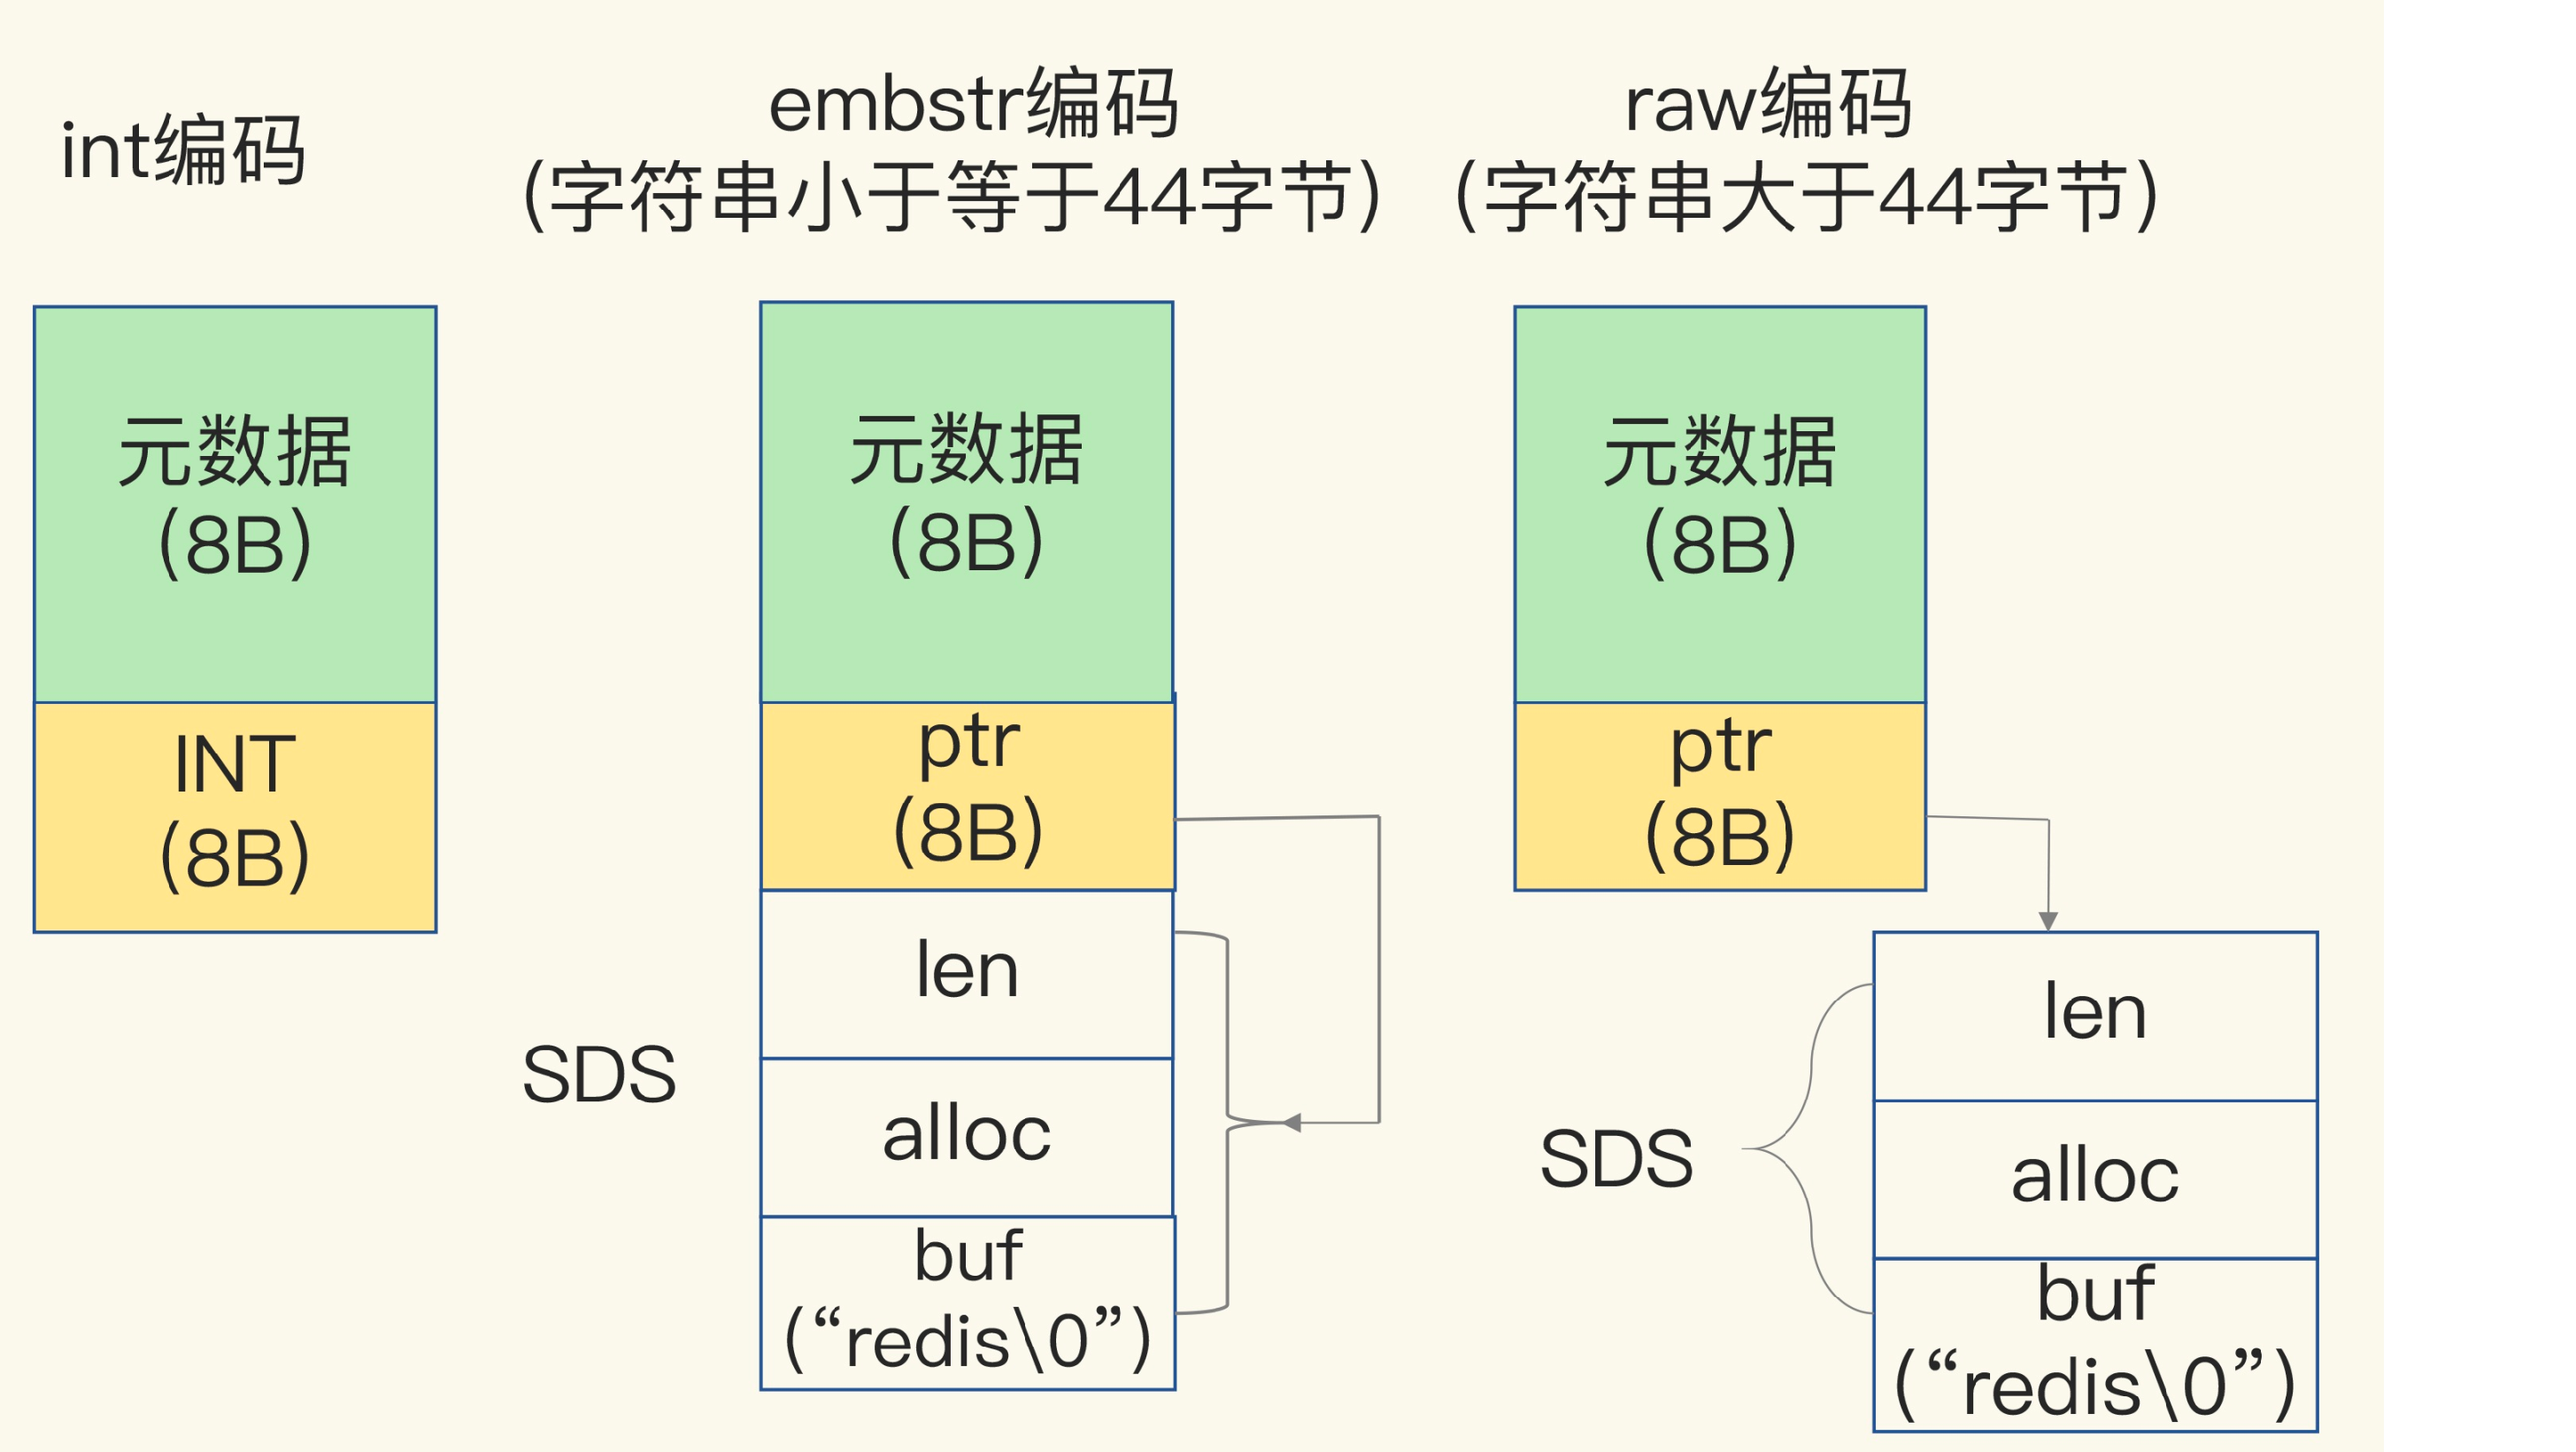 int编码
元数据
(8B)
INT
(8B)
embstr编码
(字符串小于等于44字节)
元数据
(8B)
ptr
(8B)
SDS
len
alloc
buf
(“redis\0”)
raw编码
(字符串大于44字节)
元数据
(8B)
ptr
(8B)
SDS
len
alloc
buf
(“redis\0”)